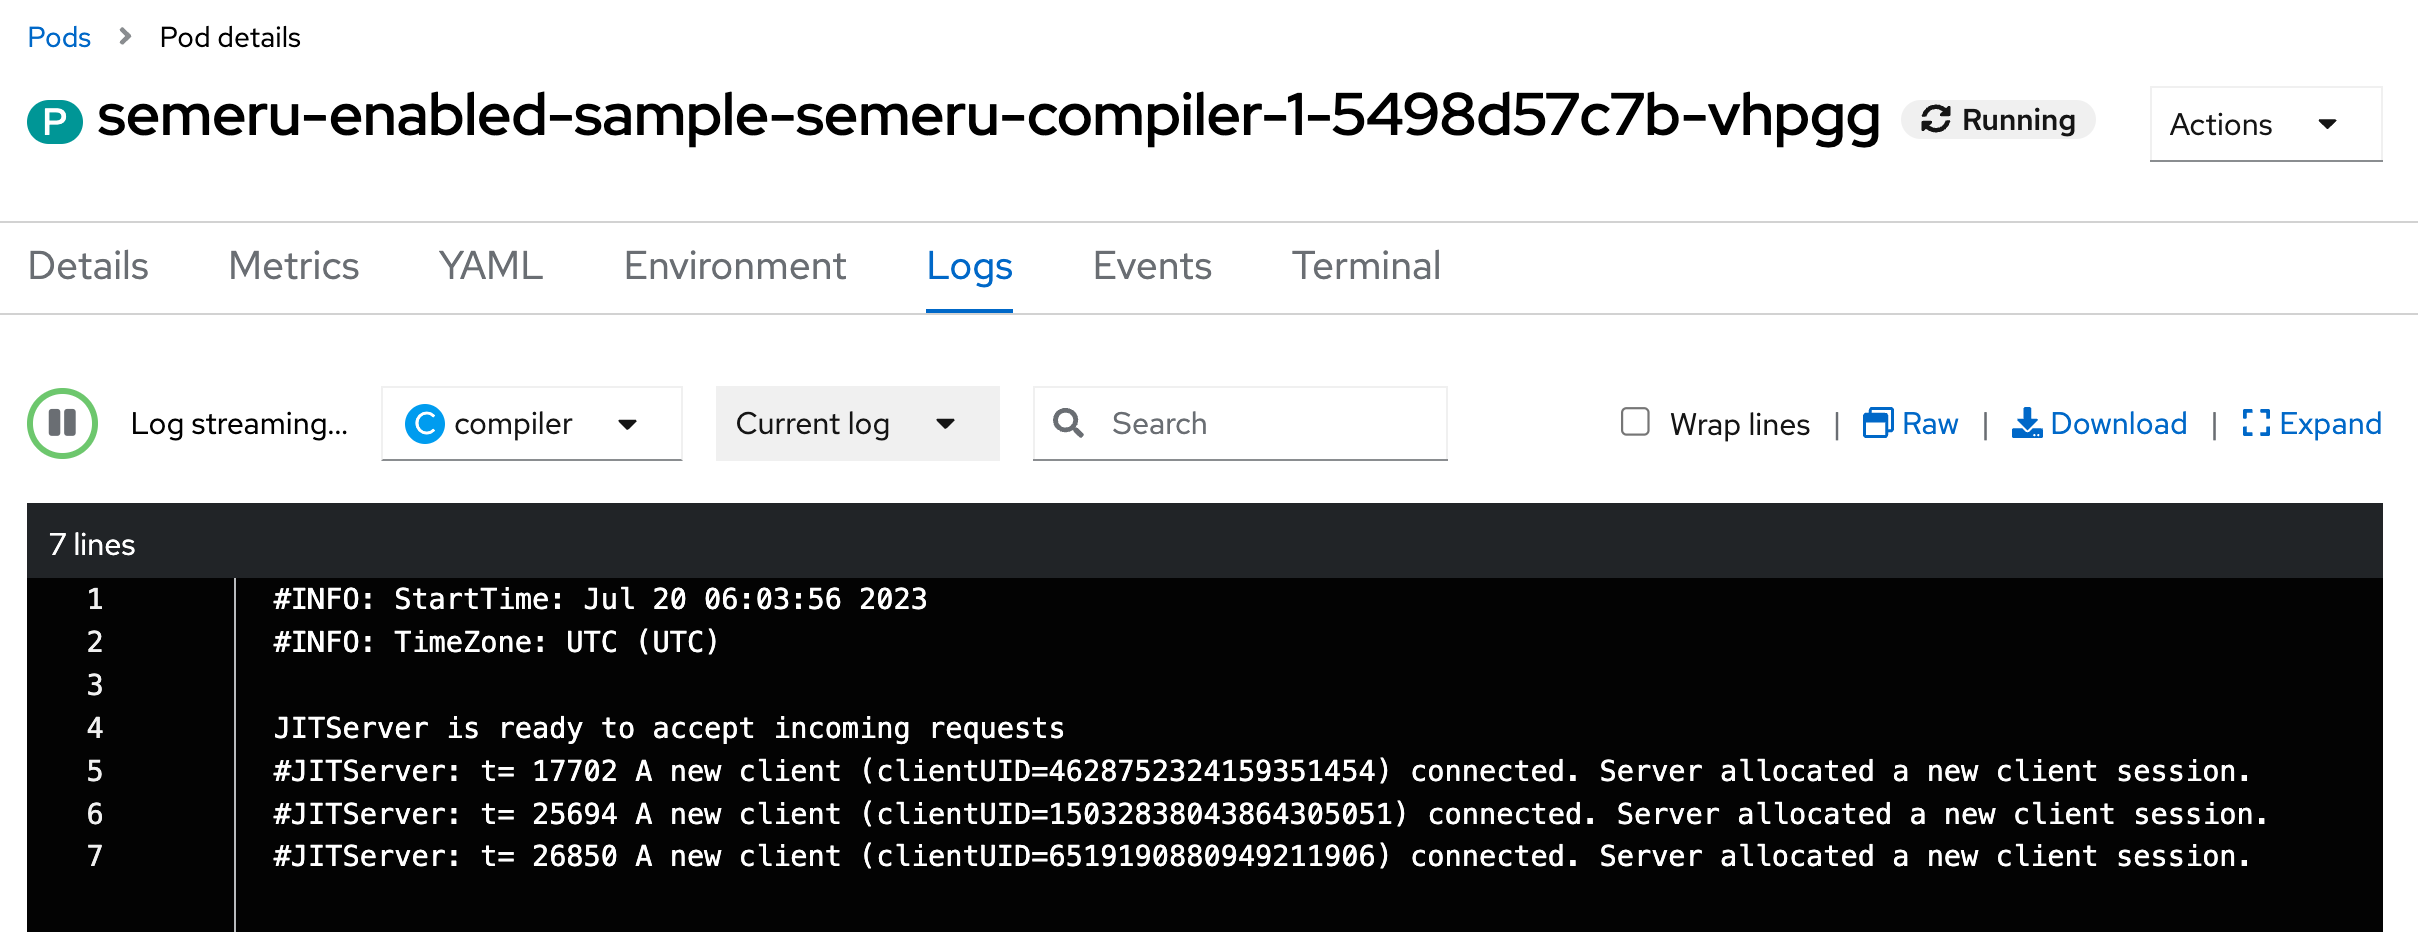 Pods > Pod details
P semeru-enabled-sample-semeru-compiler-1-5498d57c7b-vhpgg Running Actions
Details Metrics YAML Environment Logs Events Terminal
Log streaming... C compiler Current log Search Wrap lines | Raw | Download | Expand
7 lines
1 #INFO: StartTime: Jul 20 06:03:56 2023
2 #INFO: TimeZone: UTC (UTC)
3
4 JITServer is ready to accept incoming requests
5 #JITServer: t= 17702 A new client (clientUID=4628752324159351454) connected. Server allocated a new client session.
6 #JITServer: t= 25694 A new client (clientUID=15032838043864305051) connected. Server allocated a new client session.
7 #JITServer: t= 26850 A new client (clientUID=6519190880949211906) connected. Server allocated a new client session.